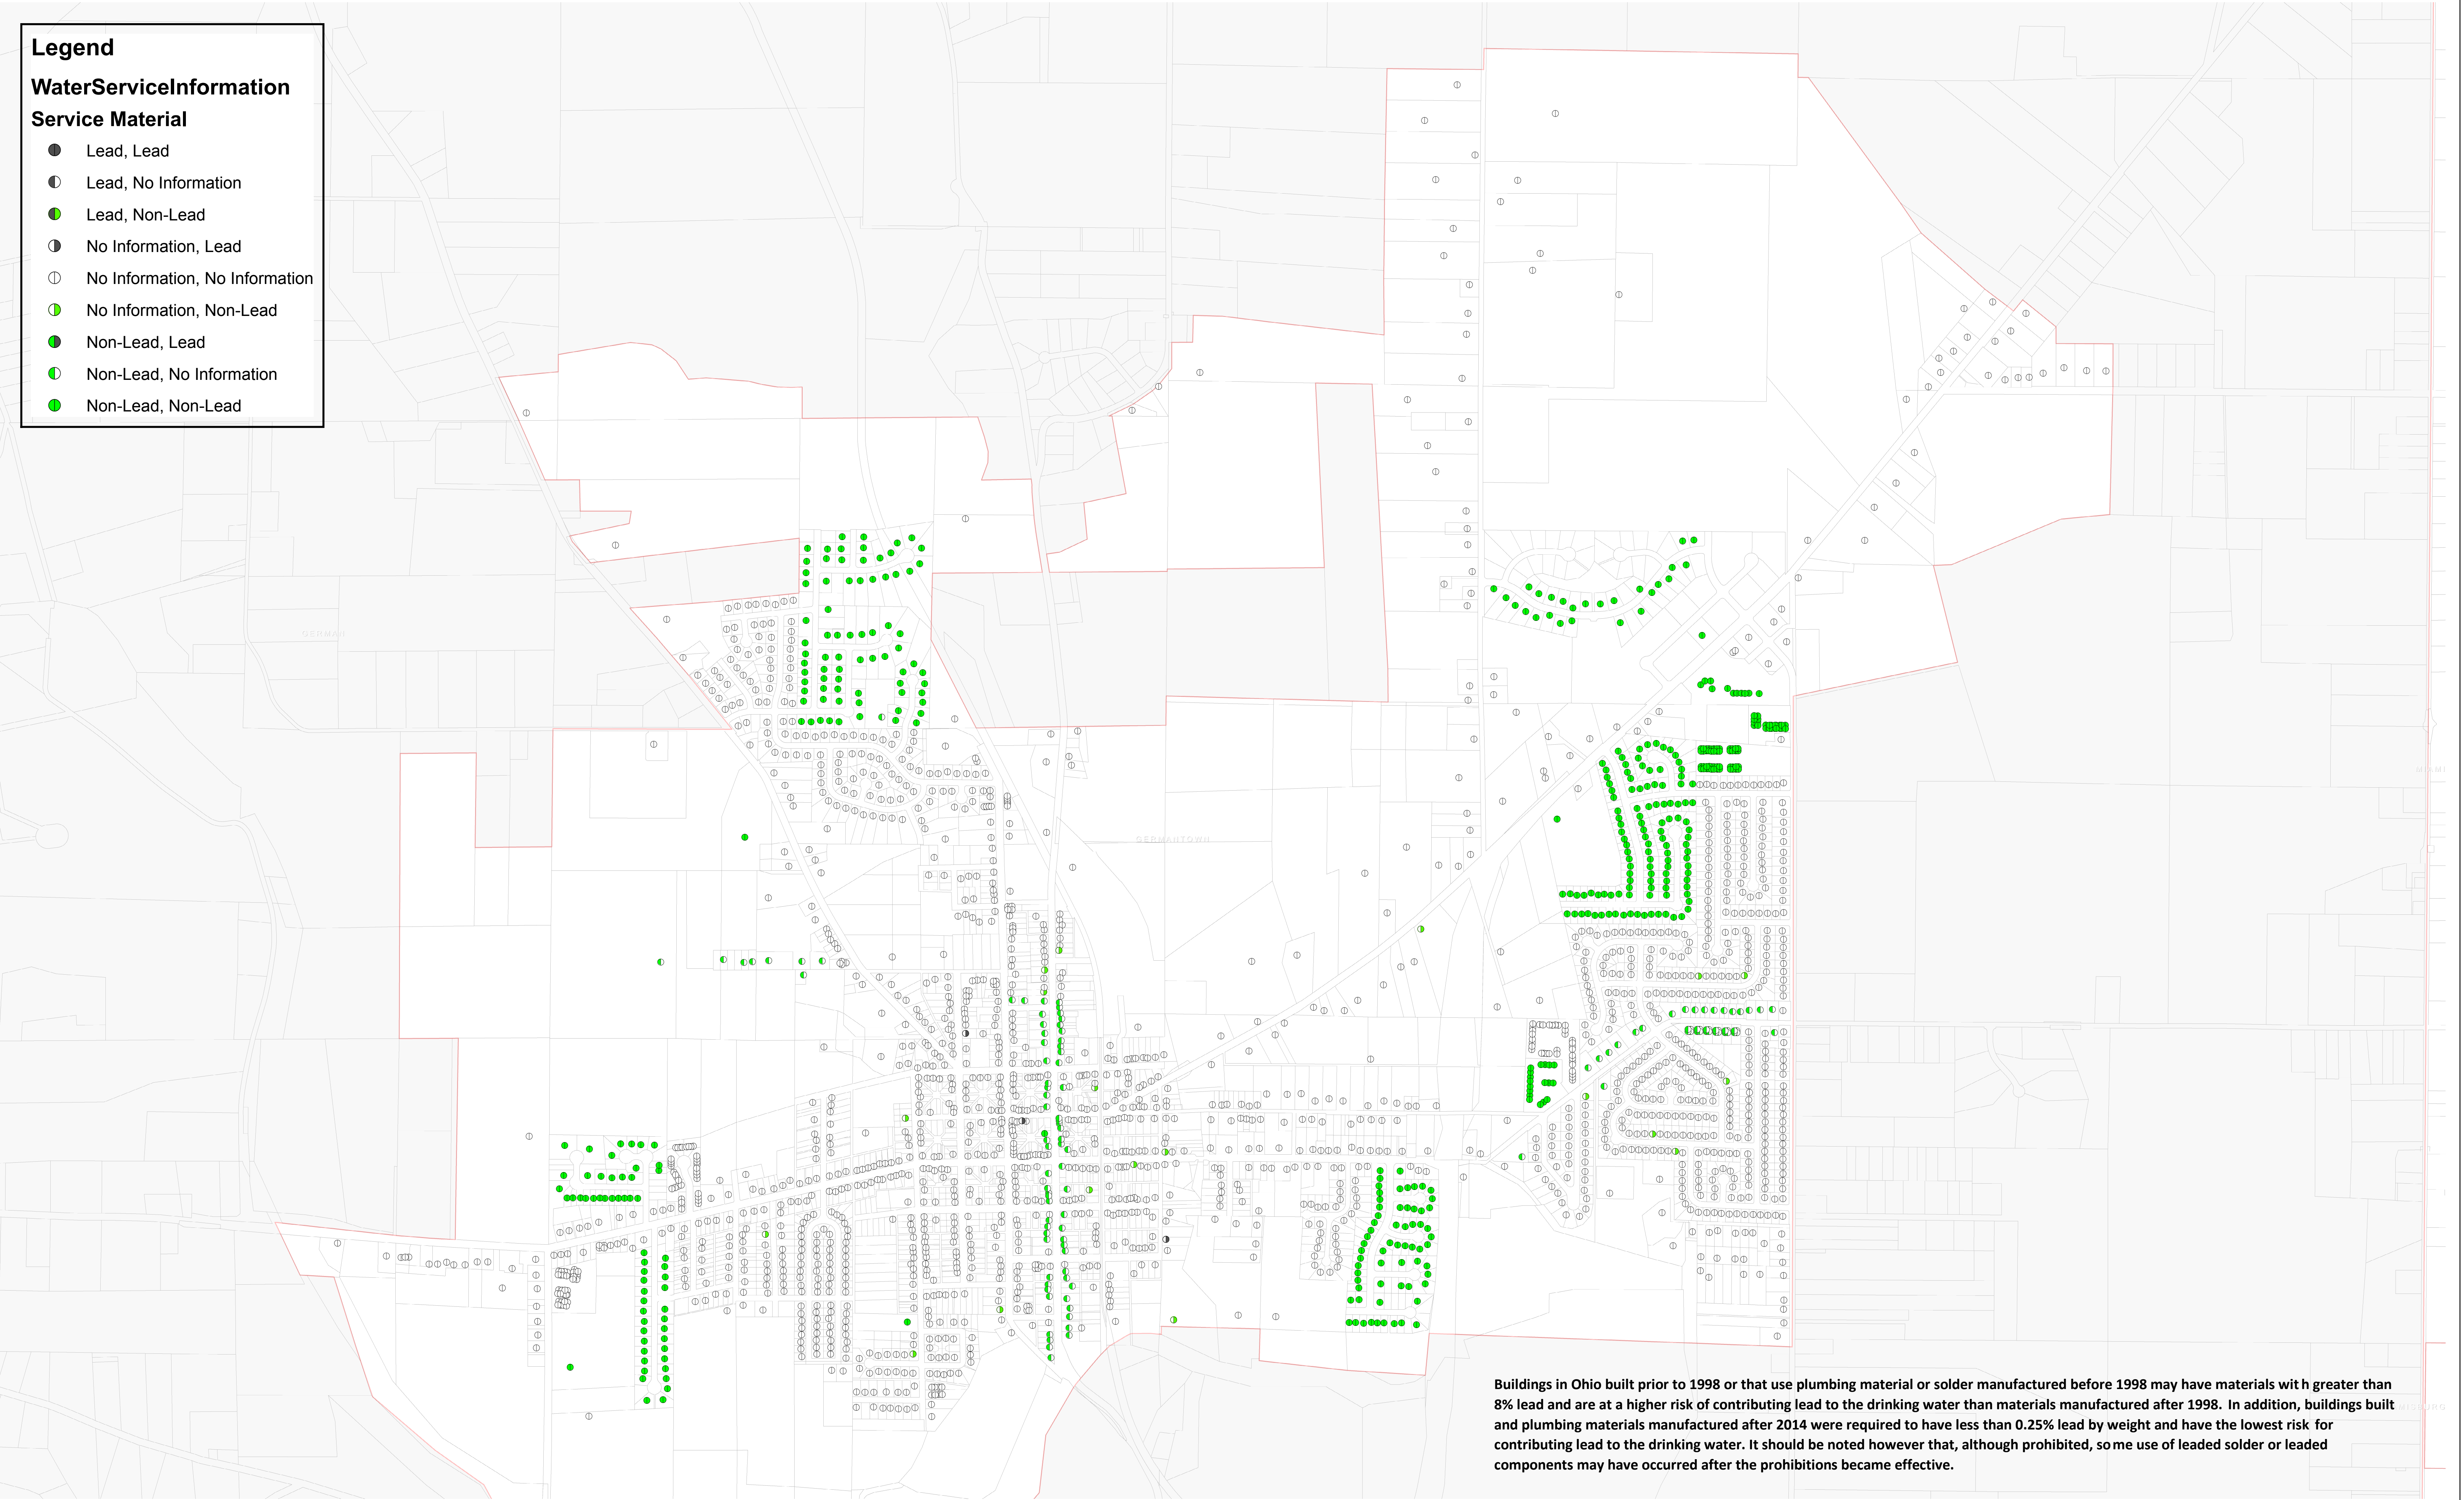 Legend
WaterServiceInformation
Service Material
Lead, Lead
Lead, No Information
Lead, Non-Lead
No Information, Lead
No Information, No Information
No Information, Non-Lead
Non-Lead, Lead
Non-Lead, No Information
Non-Lead, Non-Lead
GERMAN
GERMANTOWN
Buildings in Ohio built prior to 1998 or that use plumbing material or solder manufactured before 1998 may have materials with greater than
8% lead and are at a higher risk of contributing lead to the drinking water than materials manufactured after 1998. In addition, buildings built
and plumbing materials manufactured after 2014 were required to have less than 0.25% lead by weight and have the lowest risk for
contributing lead to the drinking water. It should be noted however that, although prohibited, some use of leaded solder or leaded
components may have occurred after the prohibitions became effective.